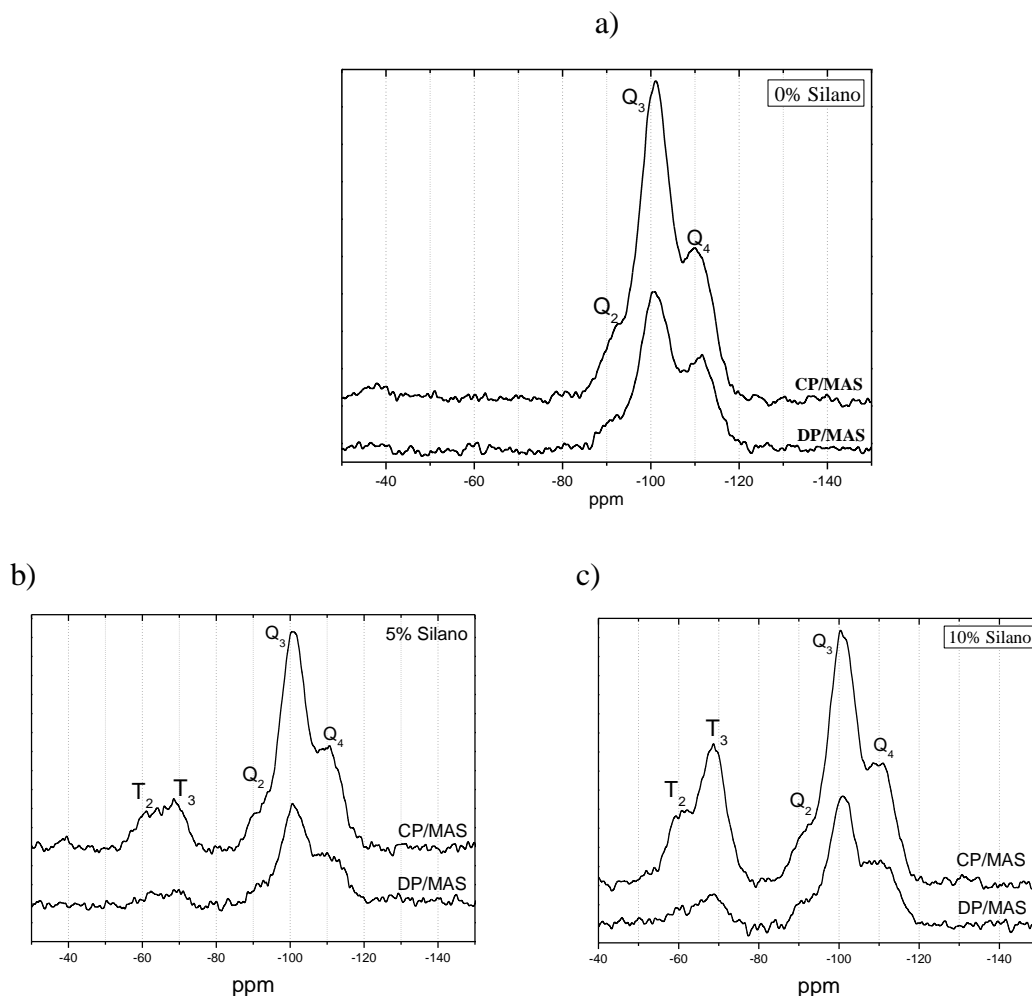 a)
0% Silano
Q3
Q4
Q2
CP/MAS
DP/MAS
-40 -60 -80 -100 -120 -140
ppm
b)
5% Silano
Q3
Q4
Q2
T2 T3
CP/MAS
DP/MAS
-40 -60 -80 -100 -120 -140
ppm
c)
10% Silano
Q3
T3
Q4
T2
Q2
CP/MAS
DP/MAS
-40 -60 -80 -100 -120 -140
ppm